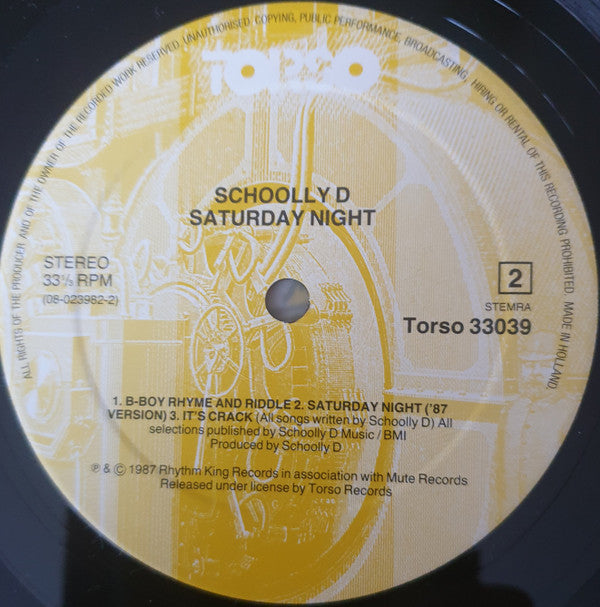 ALL RIGHTS OF THE PRODUCER AND OF THE OWNER OF THE RECORDED WORK RESERVED. UNAUTHORISED. COPYING, PUBLIC PERFORMANCE. BROADCASTING, HIRING OR RENTAL OF THIS RECORDING PROHIBITED. MADE IN HOLLAND.
TORSO
SCHOOLLY D
SATURDAY NIGHT
STEREO
33⅓ RPM
(08-023982-2)
2
STEMRA
Torso 33039
1. B-BOY RHYME AND RIDDLE 2. SATURDAY NIGHT ('87
VERSION) 3. IT'S CRACK (All songs written by Schoolly D) All
selections published by Schoolly D Music / BMI
Produced by Schoolly D
℗ & © 1987 Rhythm King Records in association with Mute Records
Released under license by Torso Records